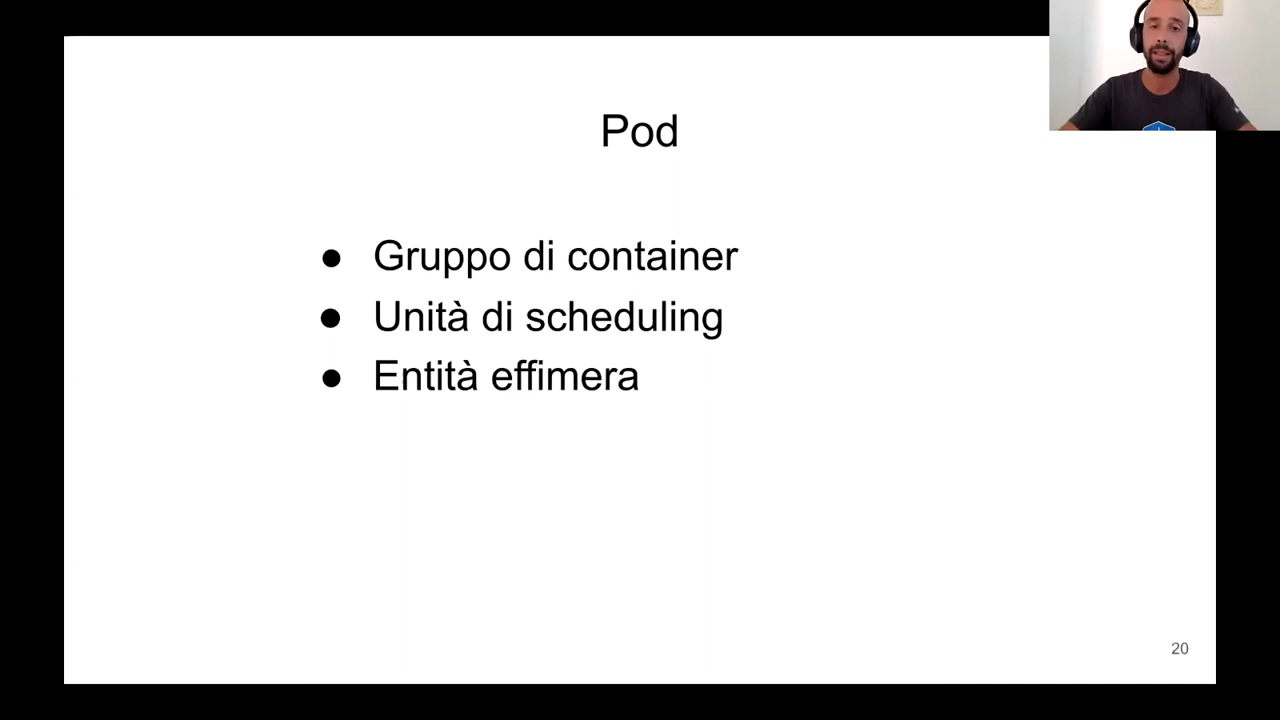 Pod
● Gruppo di container
● Unità di scheduling
● Entità effimera
20